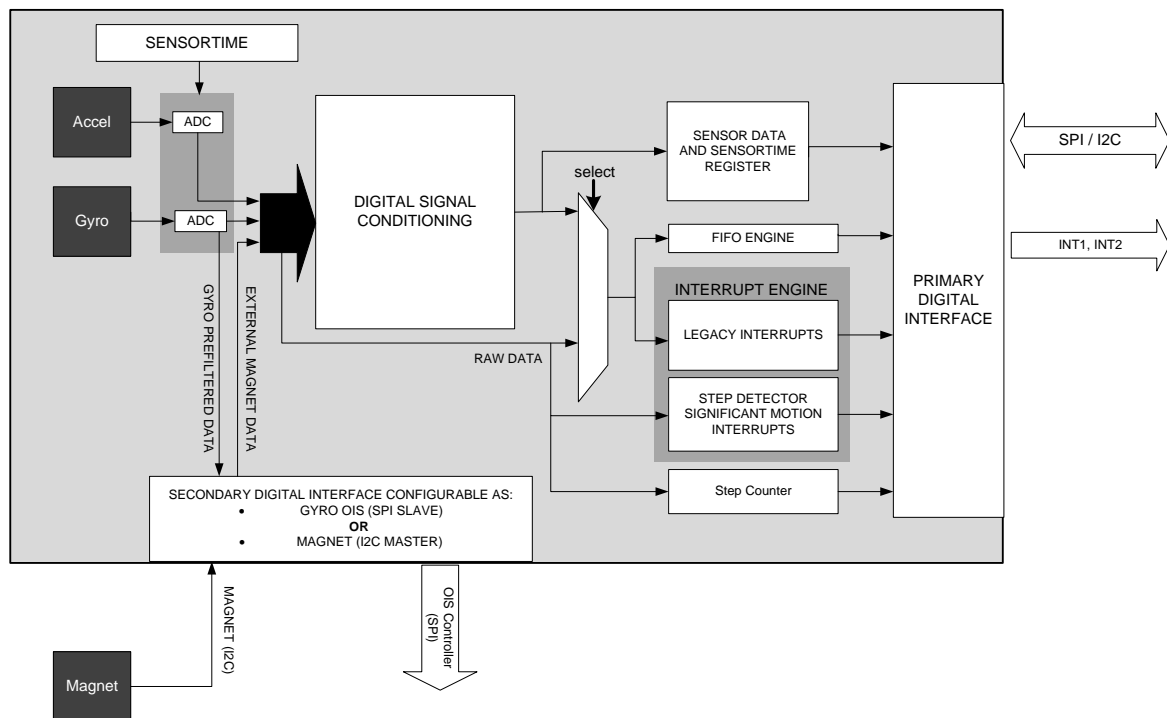 SENSORTIME
Accel
ADC
SENSOR DATA
AND SENSORTIME
REGISTER
SPI / I2C
select
DIGITAL SIGNAL
CONDITIONING
Gyro
ADC
FIFO ENGINE
INT1, INT2
GYRO PREFILTERED DATA
EXTERNAL MAGNET DATA
INTERRUPT ENGINE
PRIMARY
DIGITAL
INTERFACE
LEGACY INTERRUPTS
RAW DATA
STEP DETECTOR
SIGNIFICANT MOTION
INTERRUPTS
Step Counter
SECONDARY DIGITAL INTERFACE CONFIGURABLE AS:
• GYRO OIS (SPI SLAVE)
OR
• MAGNET (I2C MASTER)
MAGNET (I2C)
OIS Controller
(SPI)
Magnet